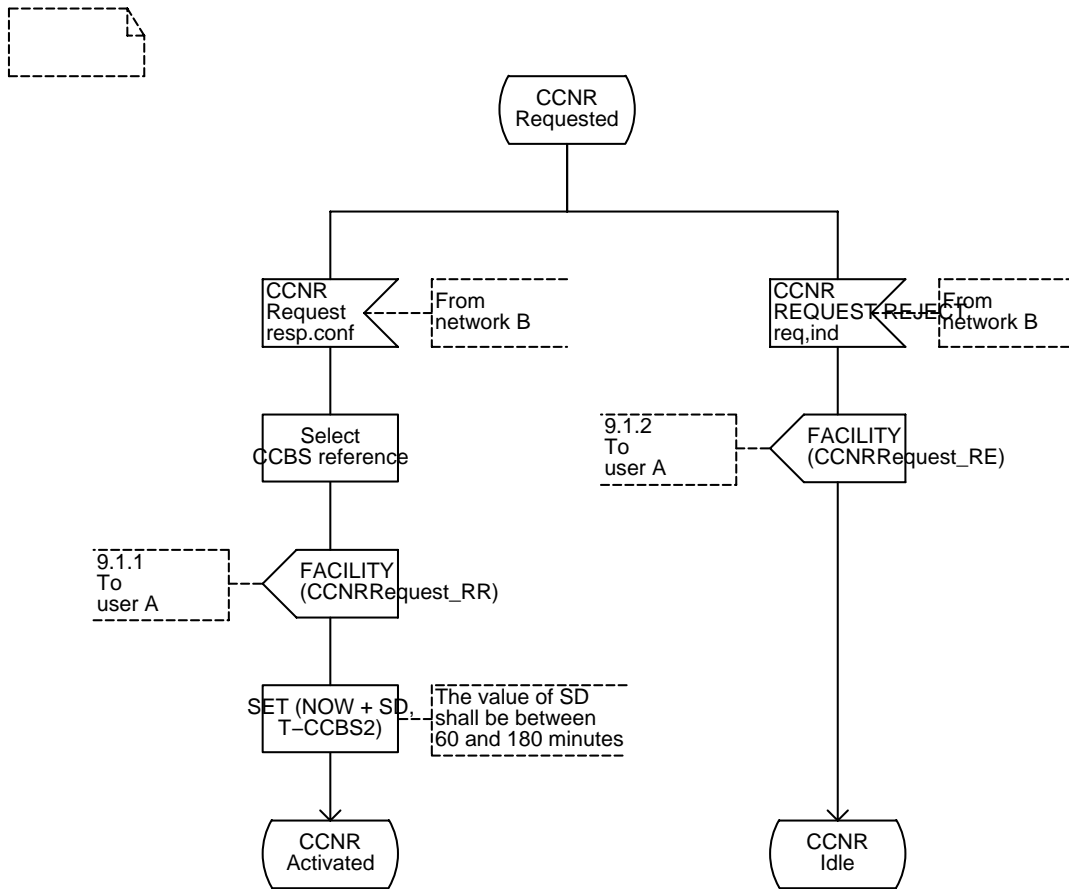 CCNR
Requested
CCNR
Request
resp.conf
From
network B
CCNR
REQUEST REJECT
req,ind
From
network B
Select
CCBS reference
9.1.2
To
user A
FACILITY
(CCNRRequest_RE)
9.1.1
To
user A
FACILITY
(CCNRRequest_RR)
SET (NOW + SD,
T−CCBS2)
The value of SD
shall be between
60 and 180 minutes
CCNR
Activated
CCNR
Idle